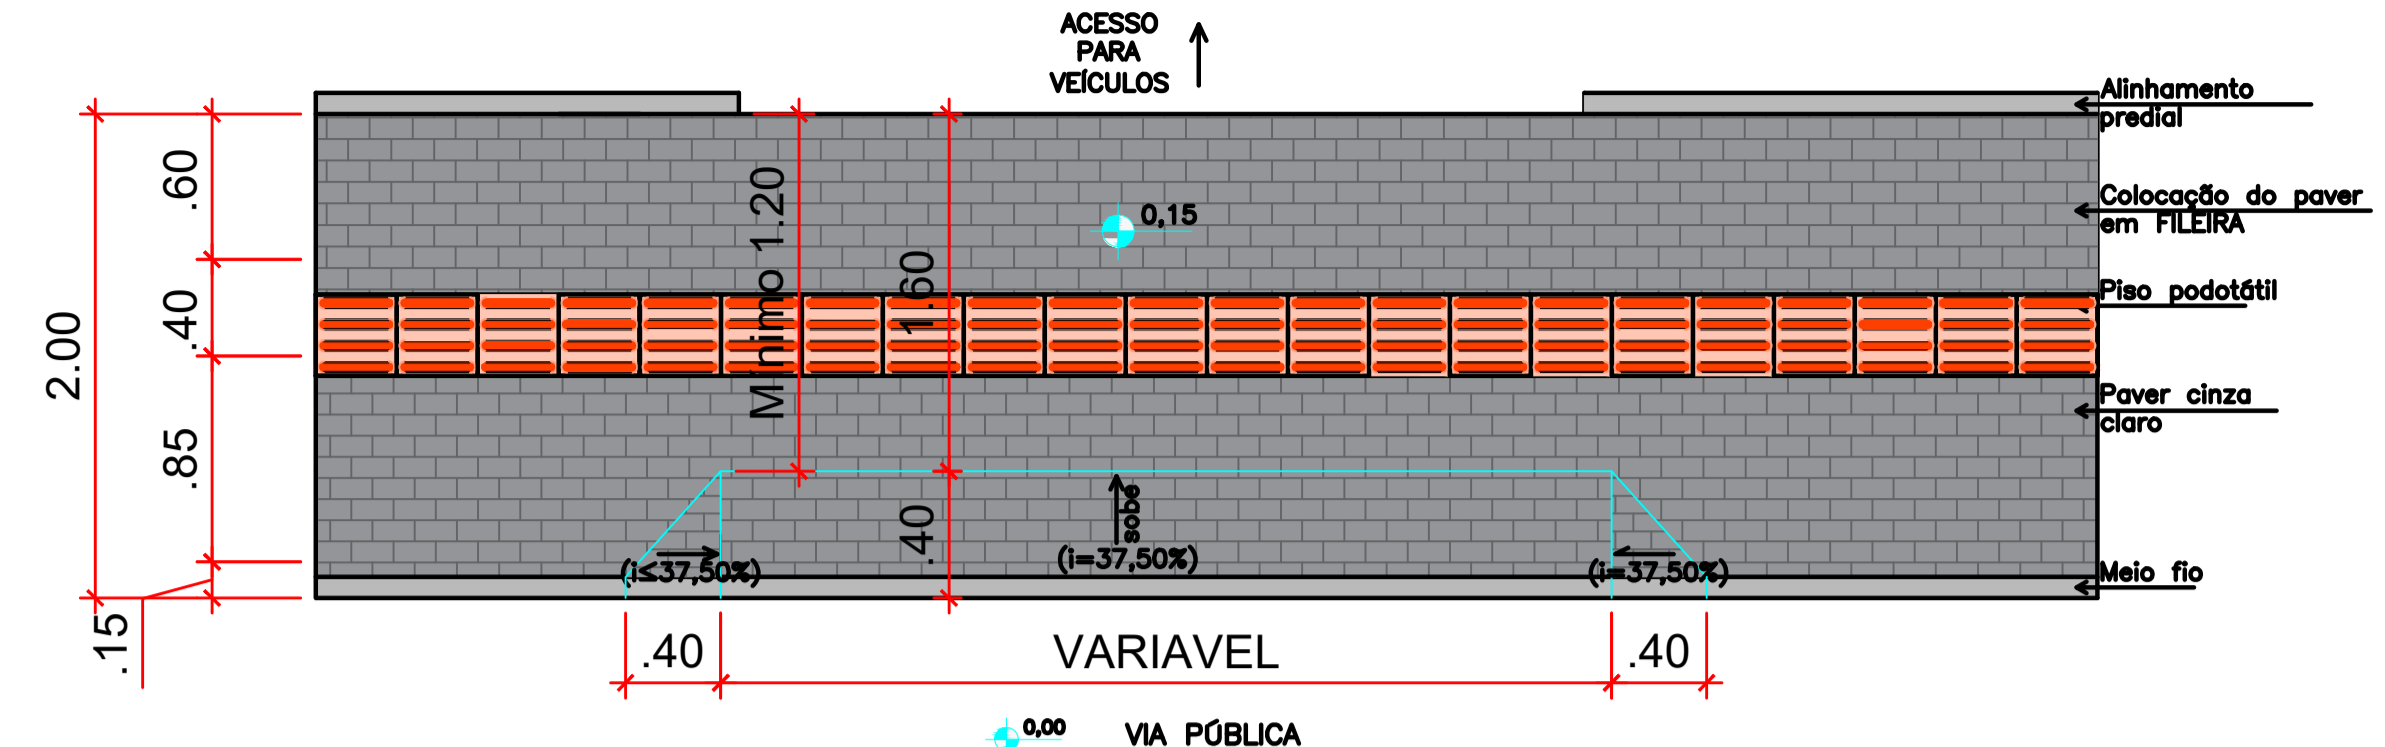 ACESSO
PARA
VEÍCULOS
Alinhamento
predial
.60
Mínimo 1.20
0,15
Colocação do paver
em FILEIRA
1.60
.40
Piso podotátil
2.00
Paver cinza
claro
.85
sobe
.40
(i≤37,50%)
(i=37,50%)
(i=37,50%)
Meio fio
.15
.40
VARIAVEL
.40
0,00
VIA PÚBLICA